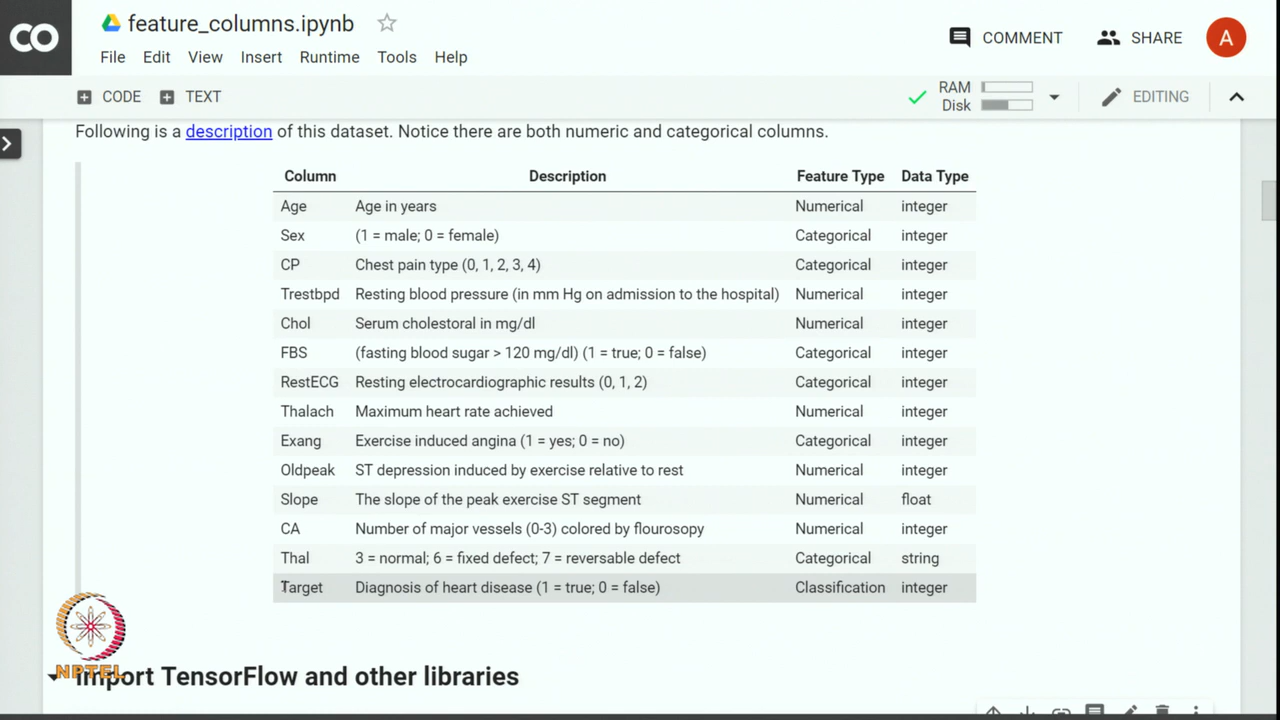 CO
feature_columns.ipynb
File Edit View Insert Runtime Tools Help
COMMENT SHARE A
CODE TEXT
RAM
Disk
EDITING
Following is a description of this dataset. Notice there are both numeric and categorical columns.
Column Description Feature Type Data Type
Age Age in years Numerical integer
Sex (1 = male; 0 = female) Categorical integer
CP Chest pain type (0, 1, 2, 3, 4) Categorical integer
Trestbpd Resting blood pressure (in mm Hg on admission to the hospital) Numerical integer
Chol Serum cholestoral in mg/dl Numerical integer
FBS (fasting blood sugar > 120 mg/dl) (1 = true; 0 = false) Categorical integer
RestECG Resting electrocardiographic results (0, 1, 2) Categorical integer
Thalach Maximum heart rate achieved Numerical integer
Exang Exercise induced angina (1 = yes; 0 = no) Categorical integer
Oldpeak ST depression induced by exercise relative to rest Numerical integer
Slope The slope of the peak exercise ST segment Numerical float
CA Number of major vessels (0-3) colored by flourosopy Numerical integer
Thal 3 = normal; 6 = fixed defect; 7 = reversable defect Categorical string
Target Diagnosis of heart disease (1 = true; 0 = false) Classification integer
NPTEL
Import TensorFlow and other libraries